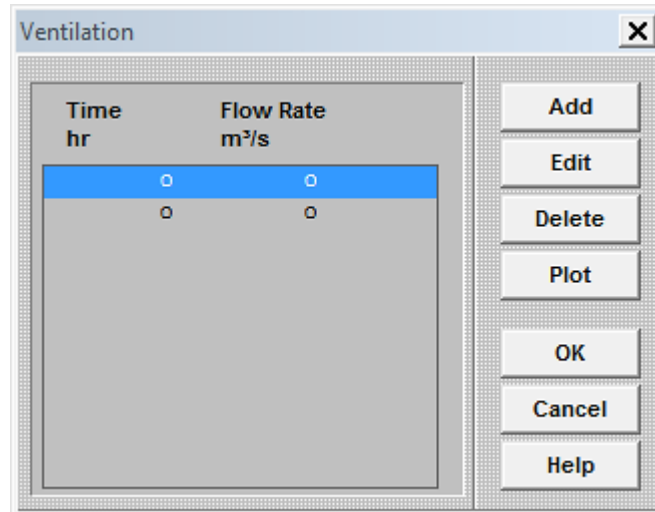 Ventilation
Time Flow Rate
hr m³/s
0 0
0 0
Add
Edit
Delete
Plot
OK
Cancel
Help